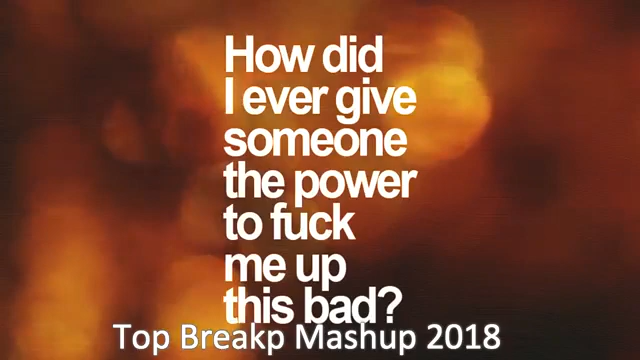 How did
I ever give
someone
the power
to fuck
me up
this bad?
Top Breakp Mashup 2018